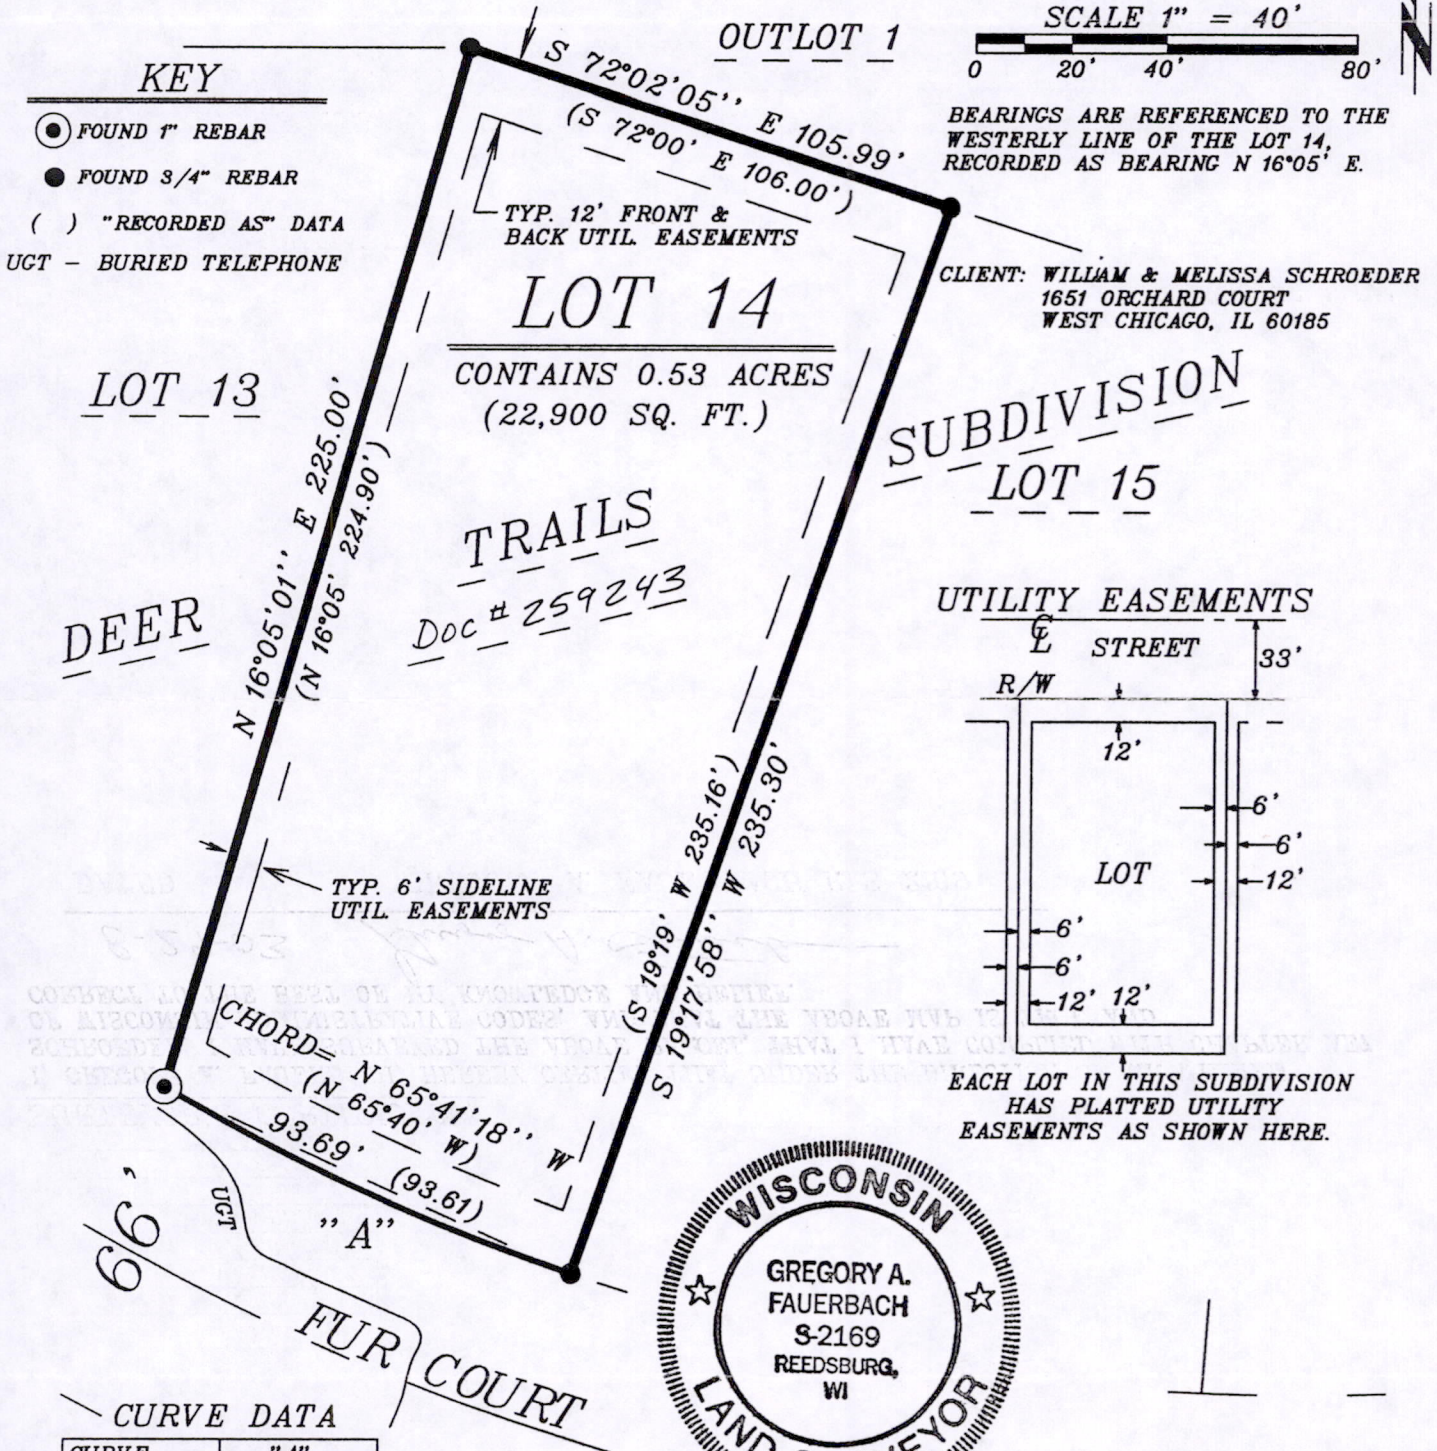 SCALE 1" = 40'
0 20' 40' 80'
N
OUTLOT 1
KEY
FOUND 1" REBAR
FOUND 3/4" REBAR
( ) "RECORDED AS" DATA
UGT - BURIED TELEPHONE
S 72°02'05'' E 105.99'
(S 72°00' E 106.00')
BEARINGS ARE REFERENCED TO THE
WESTERLY LINE OF THE LOT 14,
RECORDED AS BEARING N 16°05' E.
TYP. 12' FRONT &
BACK UTIL. EASEMENTS
CLIENT: WILLIAM & MELISSA SCHROEDER
1651 ORCHARD COURT
WEST CHICAGO, IL 60185
LOT 14
CONTAINS 0.53 ACRES
(22,900 SQ. FT.)
LOT 13
N 16°05'01'' E 225.00'
(N 16°05' 224.90')
SUBDIVISION
LOT 15
TRAILS
Doc # 259243
DEER
UTILITY EASEMENTS
CL STREET
33'
R/W
12'
6'
6'
LOT
12'
6'
6'
12' 12'
EACH LOT IN THIS SUBDIVISION
HAS PLATTED UTILITY
EASEMENTS AS SHOWN HERE.
(S 19°19' W 235.16')
S 19°17'58'' W 235.30'
TYP. 6' SIDELINE
UTIL. EASEMENTS
CHORD= N 65°41'18'' W
(N 65°40' W)
93.69' (93.61)
66'
UGT
"A"
FUR COURT
WISCONSIN
GREGORY A.
FAUERBACH
S-2169
REEDSBURG,
WI
LAND SURVEYOR
CURVE DATA
CURVE "A"